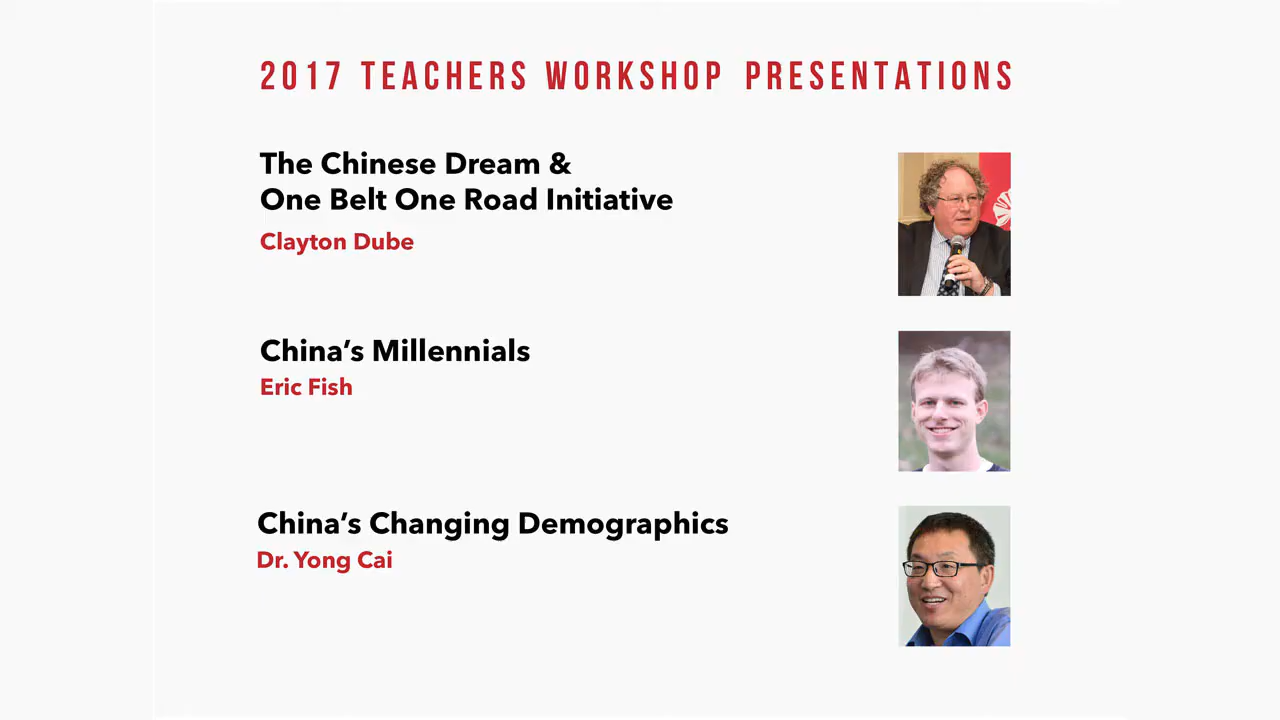 2017 TEACHERS WORKSHOP PRESENTATIONS
The Chinese Dream &
One Belt One Road Initiative
Clayton Dube
China’s Millennials
Eric Fish
China’s Changing Demographics
Dr. Yong Cai